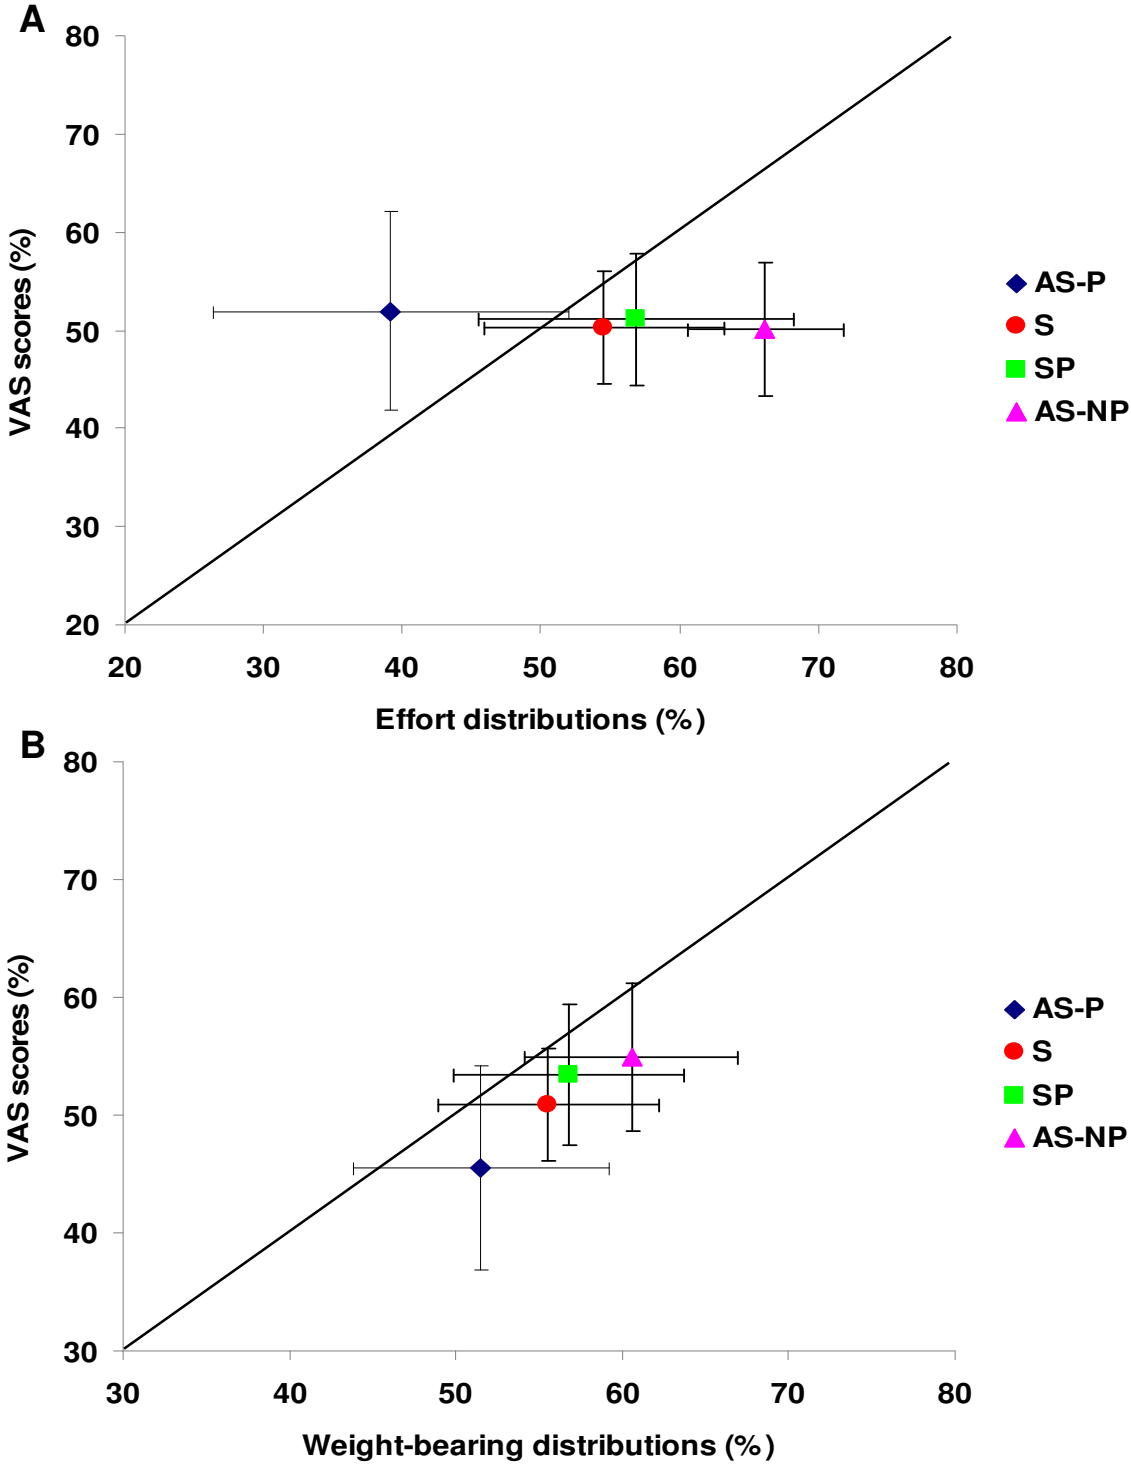 A
80
70
60
50
40
30
20
VAS scores (%)
20 30 40 50 60 70 80
Effort distributions (%)
AS-P
S
SP
AS-NP
B
80
70
60
50
40
30
VAS scores (%)
30 40 50 60 70 80
Weight-bearing distributions (%)
AS-P
S
SP
AS-NP